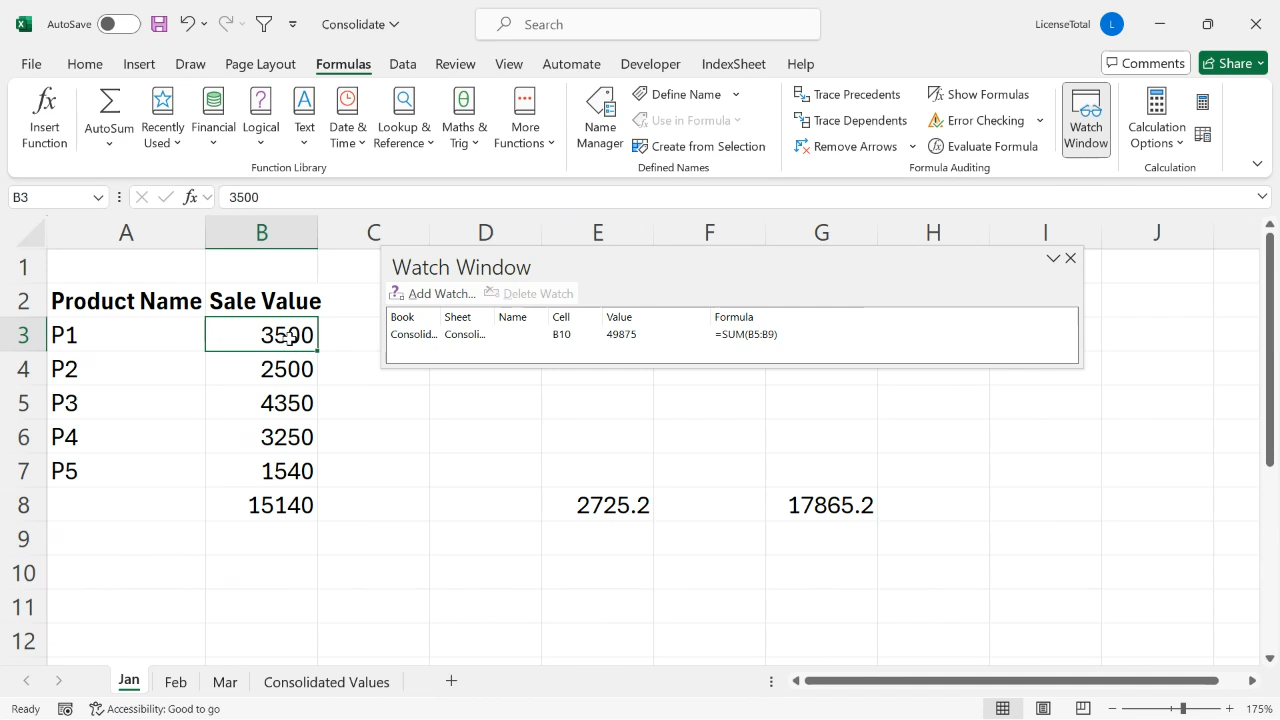 AutoSave
Consolidate
Search
LicenseTotal
L
File
Home
Insert
Draw
Page Layout
Formulas
Data
Review
View
Automate
Developer
IndexSheet
Help
Comments
Share
Insert
Function
AutoSum
Recently
Used
Financial
Logical
Text
Date &
Time
Lookup &
Reference
Maths &
Trig
More
Functions
Function Library
Name
Manager
Define Name
Use in Formula
Create from Selection
Defined Names
Trace Precedents
Trace Dependents
Remove Arrows
Show Formulas
Error Checking
Evaluate Formula
Formula Auditing
Watch
Window
Calculation
Options
Calculation
B3
fx
3500
A B C D E F G H I J
1
2 Product Name Sale Value
3 P1 3500
4 P2 2500
5 P3 4350
6 P4 3250
7 P5 1540
8 15140 2725.2 17865.2
9
10
11
12
Watch Window
Add Watch... Delete Watch
Book Sheet Name Cell Value Formula
Consolid... Consoli... B10 49875 =SUM(B5:B9)
Jan Feb Mar Consolidated Values
Ready
Accessibility: Good to go
175%